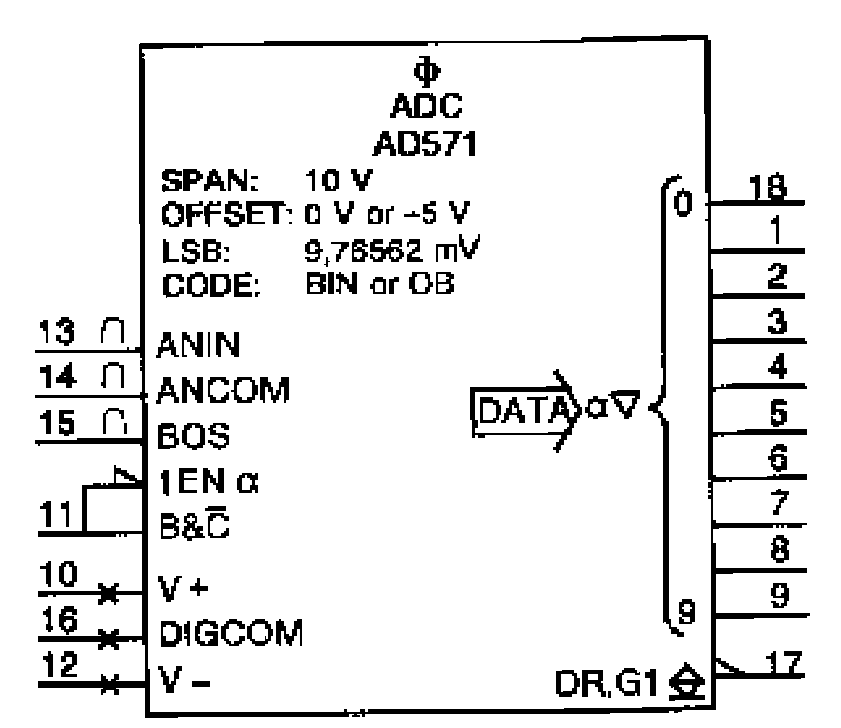 Φ
ADC
AD571
SPAN: 10 V
OFFSET: 0 V or –5 V
LSB: 9,76562 mV
CODE: BIN or OB
13 ∩ ANIN
14 ∩ ANCOM
15 ∩ BOS
1EN α
11 B&C̅
10 V +
16 DIGCOM
12 V –
DATA α▽
0 18
1
2
3
4
5
6
7
8
9 9
DR,G1 17